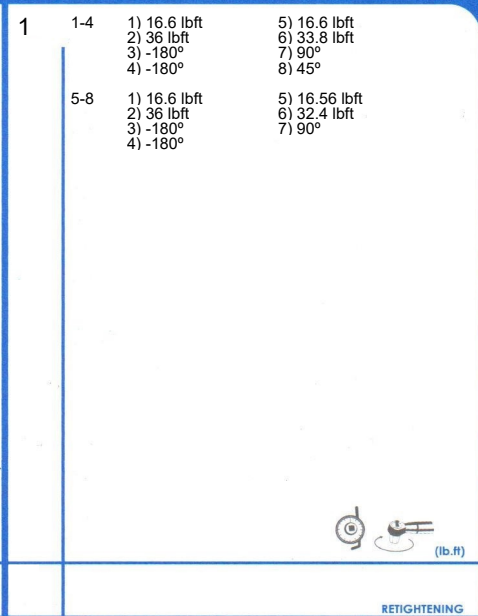 1 1-4 1) 16.6 lbft 5) 16.6 lbft
2) 36 lbft 6) 33.8 lbft
3) -180º 7) 90º
4) -180º 8) 45º
5-8 1) 16.6 lbft 5) 16.56 lbft
2) 36 lbft 6) 32.4 lbft
3) -180º 7) 90º
4) -180º
(lb.ft)
RETIGHTENING